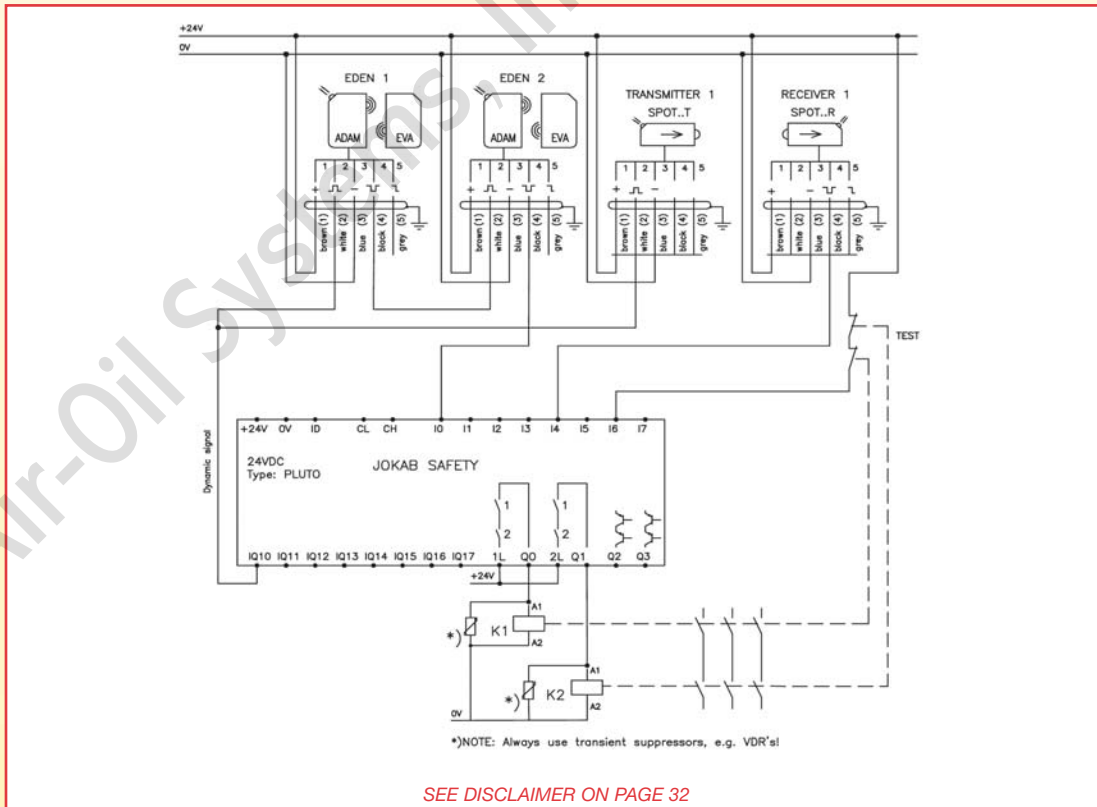 +24V
0V
EDEN 1
EDEN 2
TRANSMITTER 1
SPOT..T
RECEIVER 1
SPOT..R
ADAM
EVA
ADAM
EVA
1 2 3 4 5
1 2 3 4 5
1 2 3 4 5
1 2 3 4 5
+ - 
+ -
+ -
+ -
brown (1) white (2) blue (3) black (4) grey (5)
brown (1) white (2) blue (3) black (4) grey (5)
brown (1) white (2) blue (3) black (4) grey (5)
brown (1) white (2) blue (3) black (4) grey (5)
TEST
Dynamic signal
+24V 0V ID CL CH I0 I1 I2 I3 I4 I5 I6 I7
24VDC
Type: PLUTO
JOKAB SAFETY
1
2
1
2
IQ10 IQ11 IQ12 IQ13 IQ14 IQ15 IQ16 IQ17 1L Q0 2L Q1 Q2 Q3
+24V
A1
*) K1
A2
A1
*) K2
A2
0V
*)NOTE: Always use transient suppressors, e.g. VDR's!
SEE DISCLAIMER ON PAGE 32
Air-Oil Systems, In